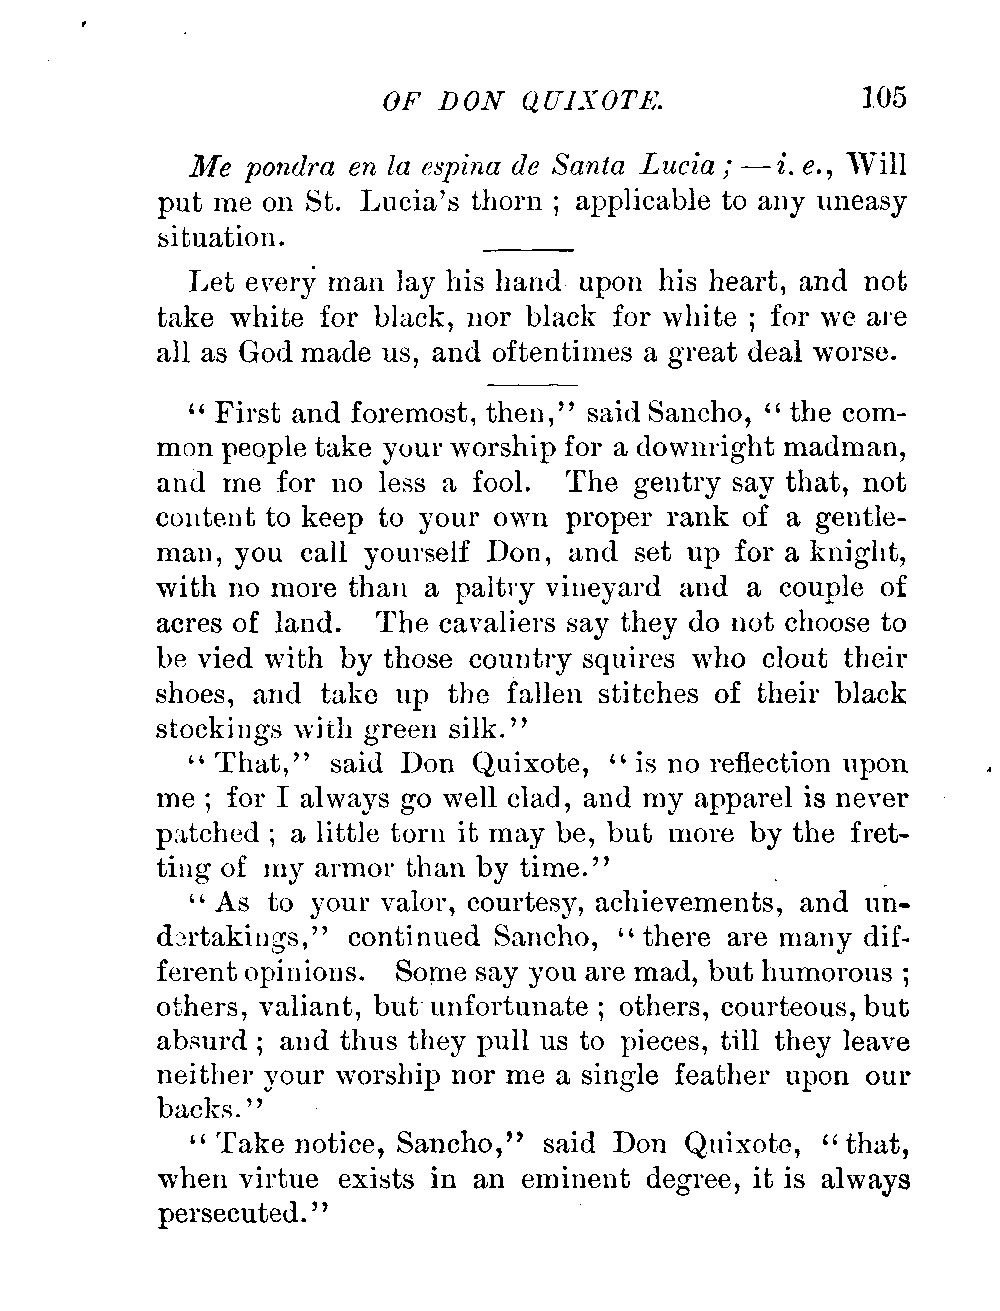 OF DON QUIXOTE. 105
Me pondra en la espina de Santa Lucia ; — i. e., Will
put me on St. Lucia's thorn ; applicable to any uneasy
situation.
Let every man lay his hand upon his heart, and not
take white for black, nor black for white ; for we are
all as God made us, and oftentimes a great deal worse.
“ First and foremost, then,” said Sancho, “ the com-
mon people take your worship for a downright madman,
and me for no less a fool. The gentry say that, not
content to keep to your own proper rank of a gentle-
man, you call yourself Don, and set up for a knight,
with no more than a paltry vineyard and a couple of
acres of land. The cavaliers say they do not choose to
be vied with by those country squires who clout their
shoes, and take up the fallen stitches of their black
stockings with green silk.”
“ That,” said Don Quixote, “ is no reflection upon
me ; for I always go well clad, and my apparel is never
patched ; a little torn it may be, but more by the fret-
ting of my armor than by time.”
“ As to your valor, courtesy, achievements, and un-
dertakings,” continued Sancho, “ there are many dif-
ferent opinions. Some say you are mad, but humorous ;
others, valiant, but unfortunate ; others, courteous, but
absurd ; and thus they pull us to pieces, till they leave
neither your worship nor me a single feather upon our
backs.”
“ Take notice, Sancho,” said Don Quixote, “ that,
when virtue exists in an eminent degree, it is always
persecuted.”